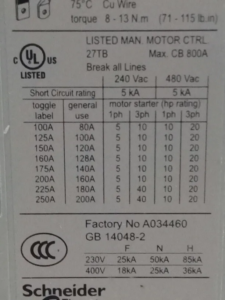 75°C Cu Wire
torque 8 - 13 N.m (71 - 115 lb.in)
C UL US LISTED
LISTED MAN. MOTOR CTRL.
27TB Max. CB 800A
Break all Lines
240 Vac 480 Vac
Short Circuit rating 5 kA 5 kA
toggle label general use motor starter (hp rating)
1ph 3ph 1ph 3ph
100A 80A 5 10 10 20
125A 100A 5 10 10 20
150A 120A 5 10 10 20
160A 128A 5 10 10 20
175A 140A 5 10 10 20
200A 160A 5 10 10 20
225A 180A 5 40 10 20
250A 200A 5 40 10 20
Factory No A034460
GB 14048-2
CCC
F N H
230V 25kA 50kA 85kA
400V 18kA 25kA 36kA
Schneider